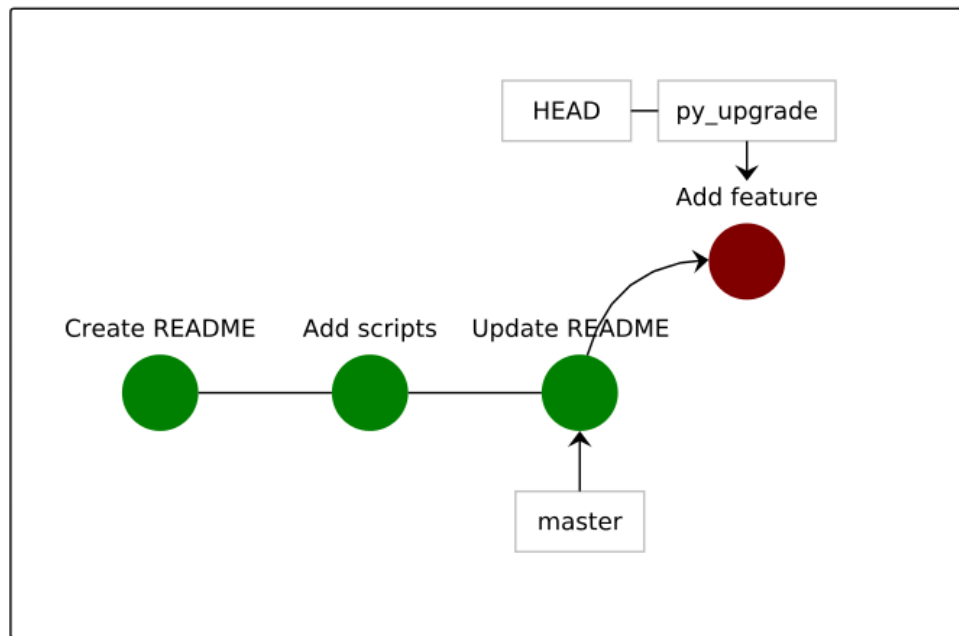 HEAD
py_upgrade
Add feature
Create README
Add scripts
Update README
master